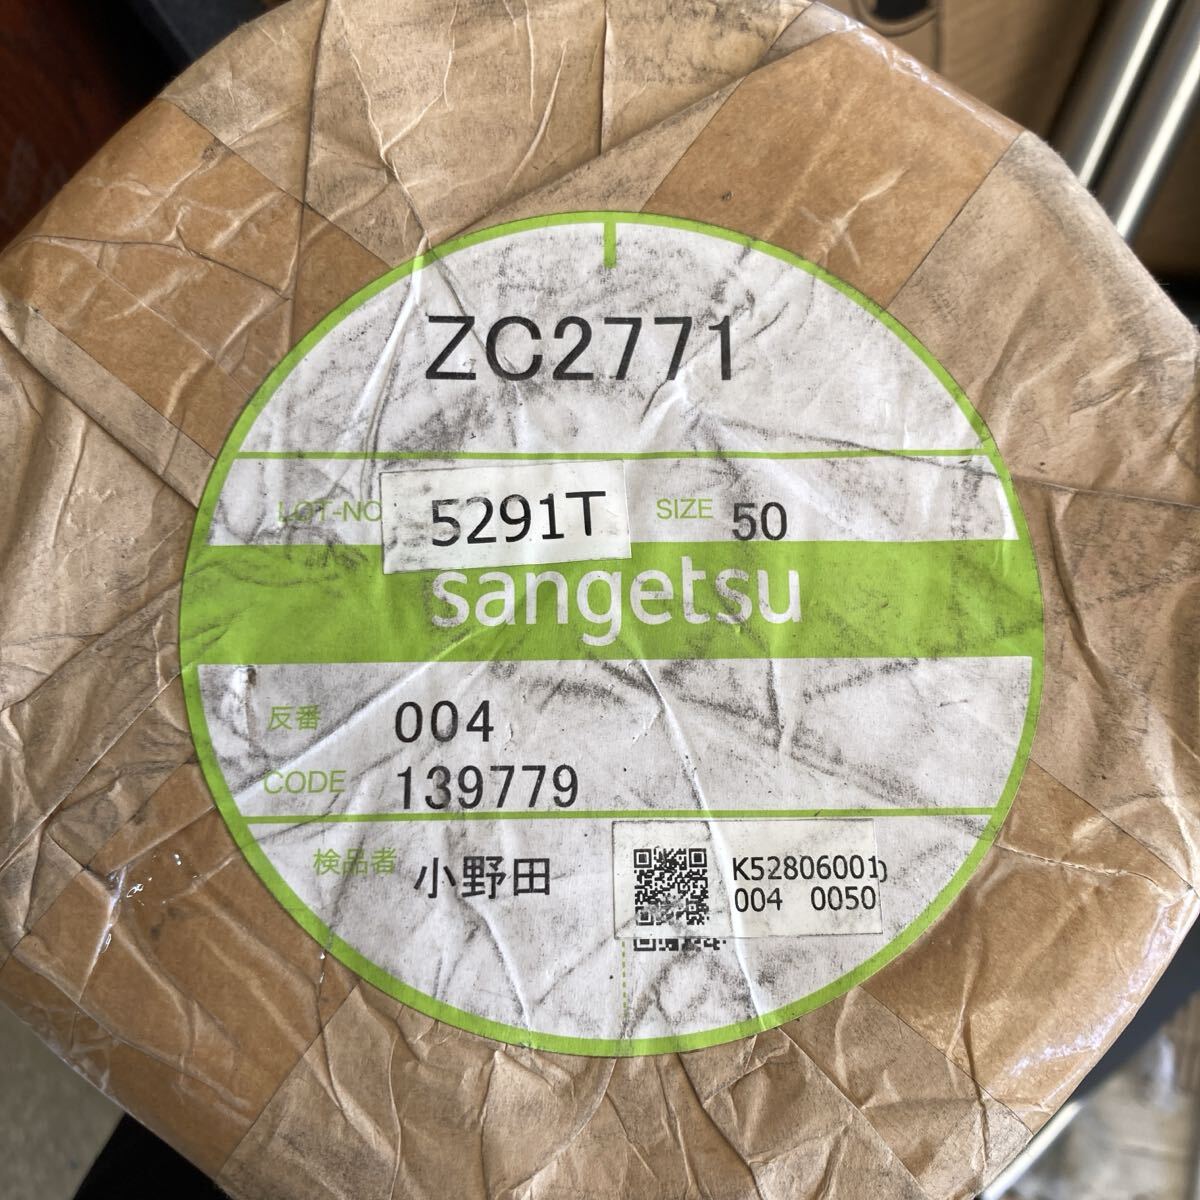 ZC2771
LOT-NO 5291T SIZE 50
sangetsu
反番 004
CODE 139779
検品者 小野田
K52806001
004 0050